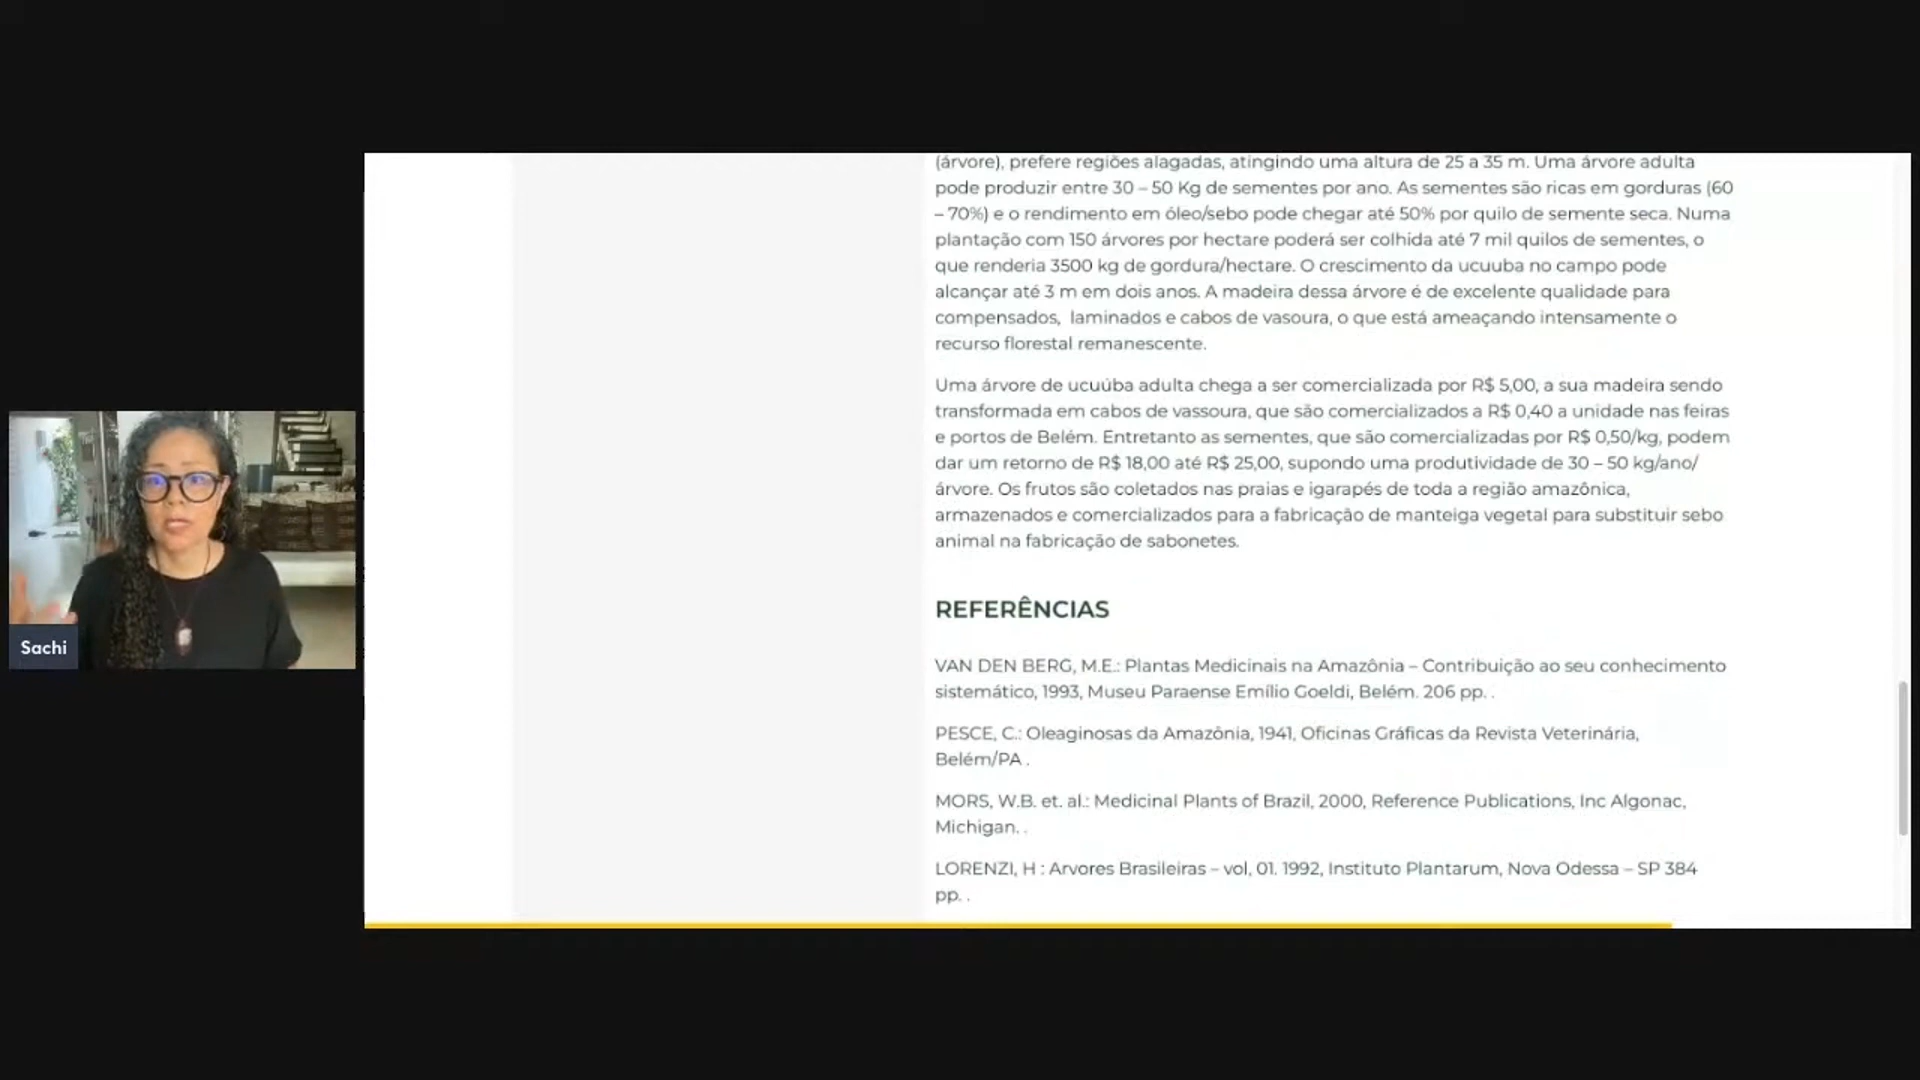 (árvore), prefere regiões alagadas, atingindo uma altura de 25 a 35 m. Uma árvore adulta
pode produzir entre 30 – 50 Kg de sementes por ano. As sementes são ricas em gorduras (60
– 70%) e o rendimento em óleo/sebo pode chegar até 50% por quilo de semente seca. Numa
plantação com 150 árvores por hectare poderá ser colhida até 7 mil quilos de sementes, o
que renderia 3500 kg de gordura/hectare. O crescimento da ucuuba no campo pode
alcançar até 3 m em dois anos. A madeira dessa árvore é de excelente qualidade para
compensados,  laminados e cabos de vasoura, o que está ameaçando intensamente o
recurso florestal remanescente.
Uma árvore de ucuúba adulta chega a ser comercializada por R$ 5,00, a sua madeira sendo
transformada em cabos de vassoura, que são comercializados a R$ 0,40 a unidade nas feiras
e portos de Belém. Entretanto as sementes, que são comercializadas por R$ 0,50/kg, podem
dar um retorno de R$ 18,00 até R$ 25,00, supondo uma produtividade de 30 – 50 kg/ano/
árvore. Os frutos são coletados nas praias e igarapés de toda a região amazônica,
armazenados e comercializados para a fabricação de manteiga vegetal para substituir sebo
animal na fabricação de sabonetes.
REFERÊNCIAS
VAN DEN BERG, M.E.: Plantas Medicinais na Amazônia – Contribuição ao seu conhecimento
sistemático, 1993, Museu Paraense Emílio Goeldi, Belém. 206 pp. .
PESCE, C.: Oleaginosas da Amazônia, 1941, Oficinas Gráficas da Revista Veterinária,
Belém/PA .
MORS, W.B. et. al.: Medicinal Plants of Brazil, 2000, Reference Publications, Inc Algonac,
Michigan. .
LORENZI, H : Arvores Brasileiras – vol, 01. 1992, Instituto Plantarum, Nova Odessa – SP 384
pp. .
Sachi